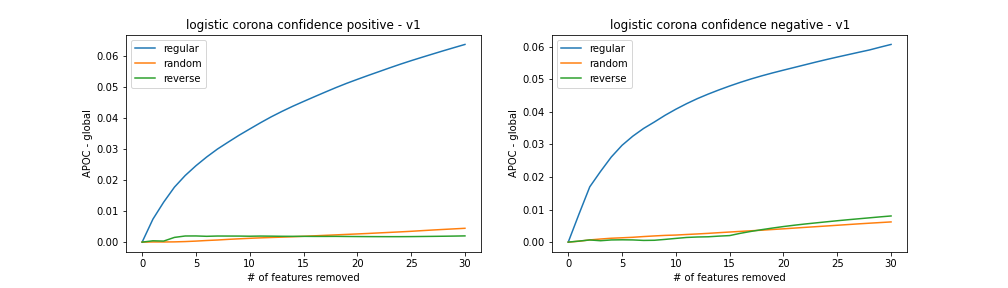 logistic corona confidence positive - v1
APOC - global
0.06
0.05
0.04
0.03
0.02
0.01
0.00
regular
random
reverse
0 5 10 15 20 25 30
# of features removed
logistic corona confidence negative - v1
APOC - global
0.06
0.05
0.04
0.03
0.02
0.01
0.00
regular
random
reverse
0 5 10 15 20 25 30
# of features removed